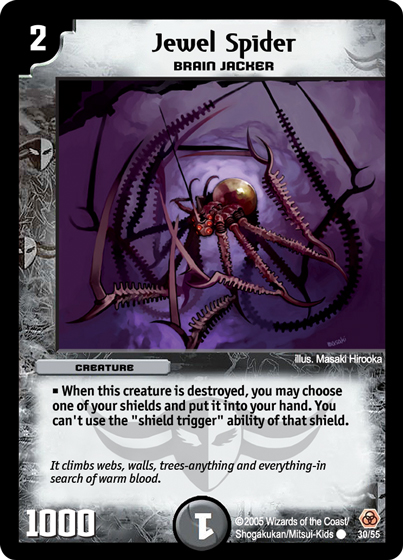 2
Jewel Spider
BRAIN JACKER
Illus. Masaki Hirooka
CREATURE
▪ When this creature is destroyed, you may choose
one of your shields and put it into your hand. You
can't use the "shield trigger" ability of that shield.
It climbs webs, walls, trees-anything and everything-in
search of warm blood.
1000
1
©2005 Wizards of the Coast/
Shogakukan/Mitsui-Kids
30/55